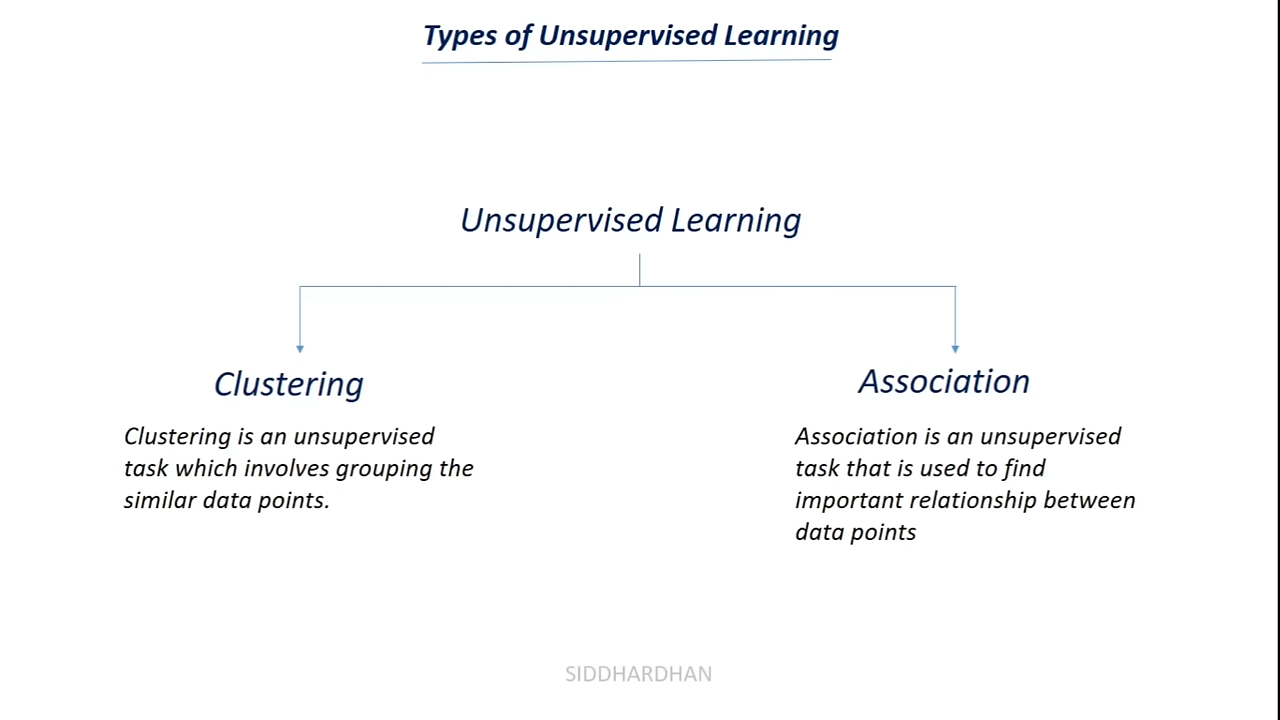 Types of Unsupervised Learning
Unsupervised Learning
Clustering
Clustering is an unsupervised
task which involves grouping the
similar data points.
Association
Association is an unsupervised
task that is used to find
important relationship between
data points
SIDDHARDHAN